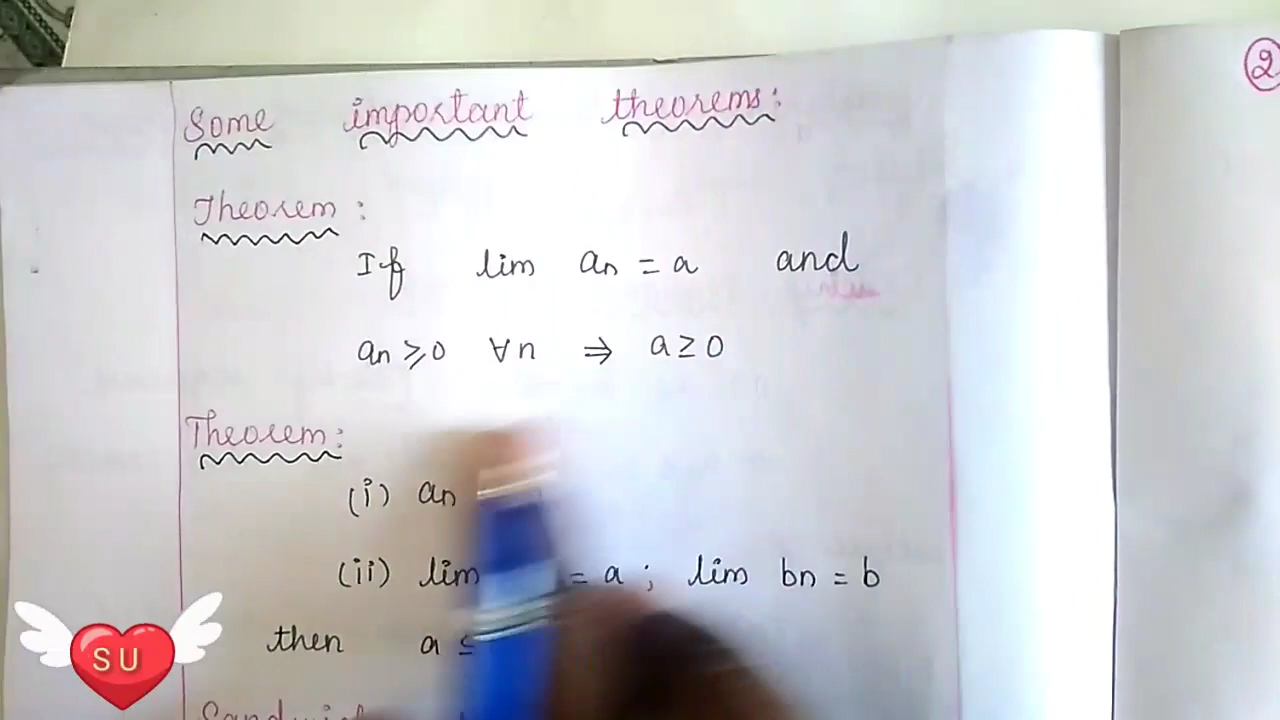 2
Some important theorems:
Theorem:
If lim an = a and
an ≥ 0 ∀n ⇒ a ≥ 0
Theorem:
(i) an
(ii) lim = a ; lim bn = b
then a ≤
SU